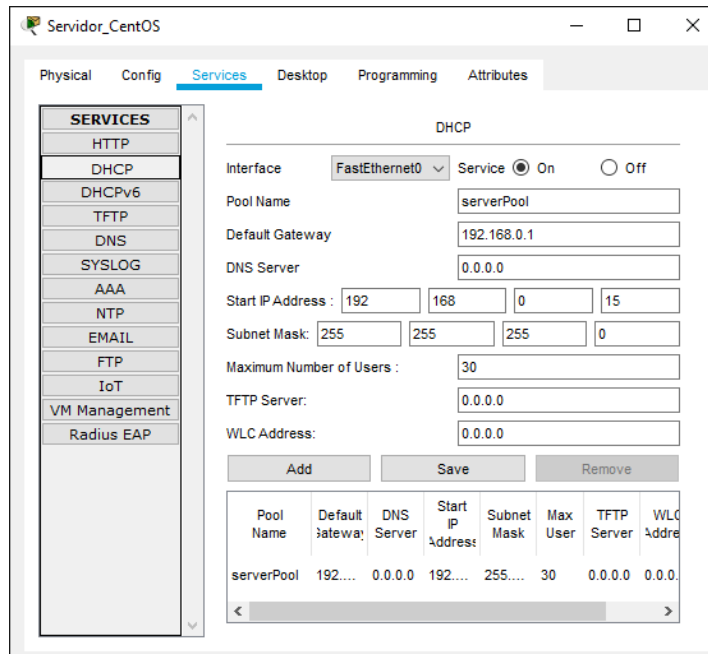 Servidor_CentOS
Physical Config Services Desktop Programming Attributes
SERVICES
HTTP
DHCP
DHCPv6
TFTP
DNS
SYSLOG
AAA
NTP
EMAIL
FTP
IoT
VM Management
Radius EAP
DHCP
Interface FastEthernet0 Service On Off
Pool Name serverPool
Default Gateway 192.168.0.1
DNS Server 0.0.0.0
Start IP Address : 192 168 0 15
Subnet Mask: 255 255 255 0
Maximum Number of Users : 30
TFTP Server: 0.0.0.0
WLC Address: 0.0.0.0
Add Save Remove
Pool Name Default Gateway DNS Server Start IP Address Subnet Mask Max User TFTP Server WLC Addre
serverPool 192.... 0.0.0.0 192.... 255.... 30 0.0.0.0 0.0.0.